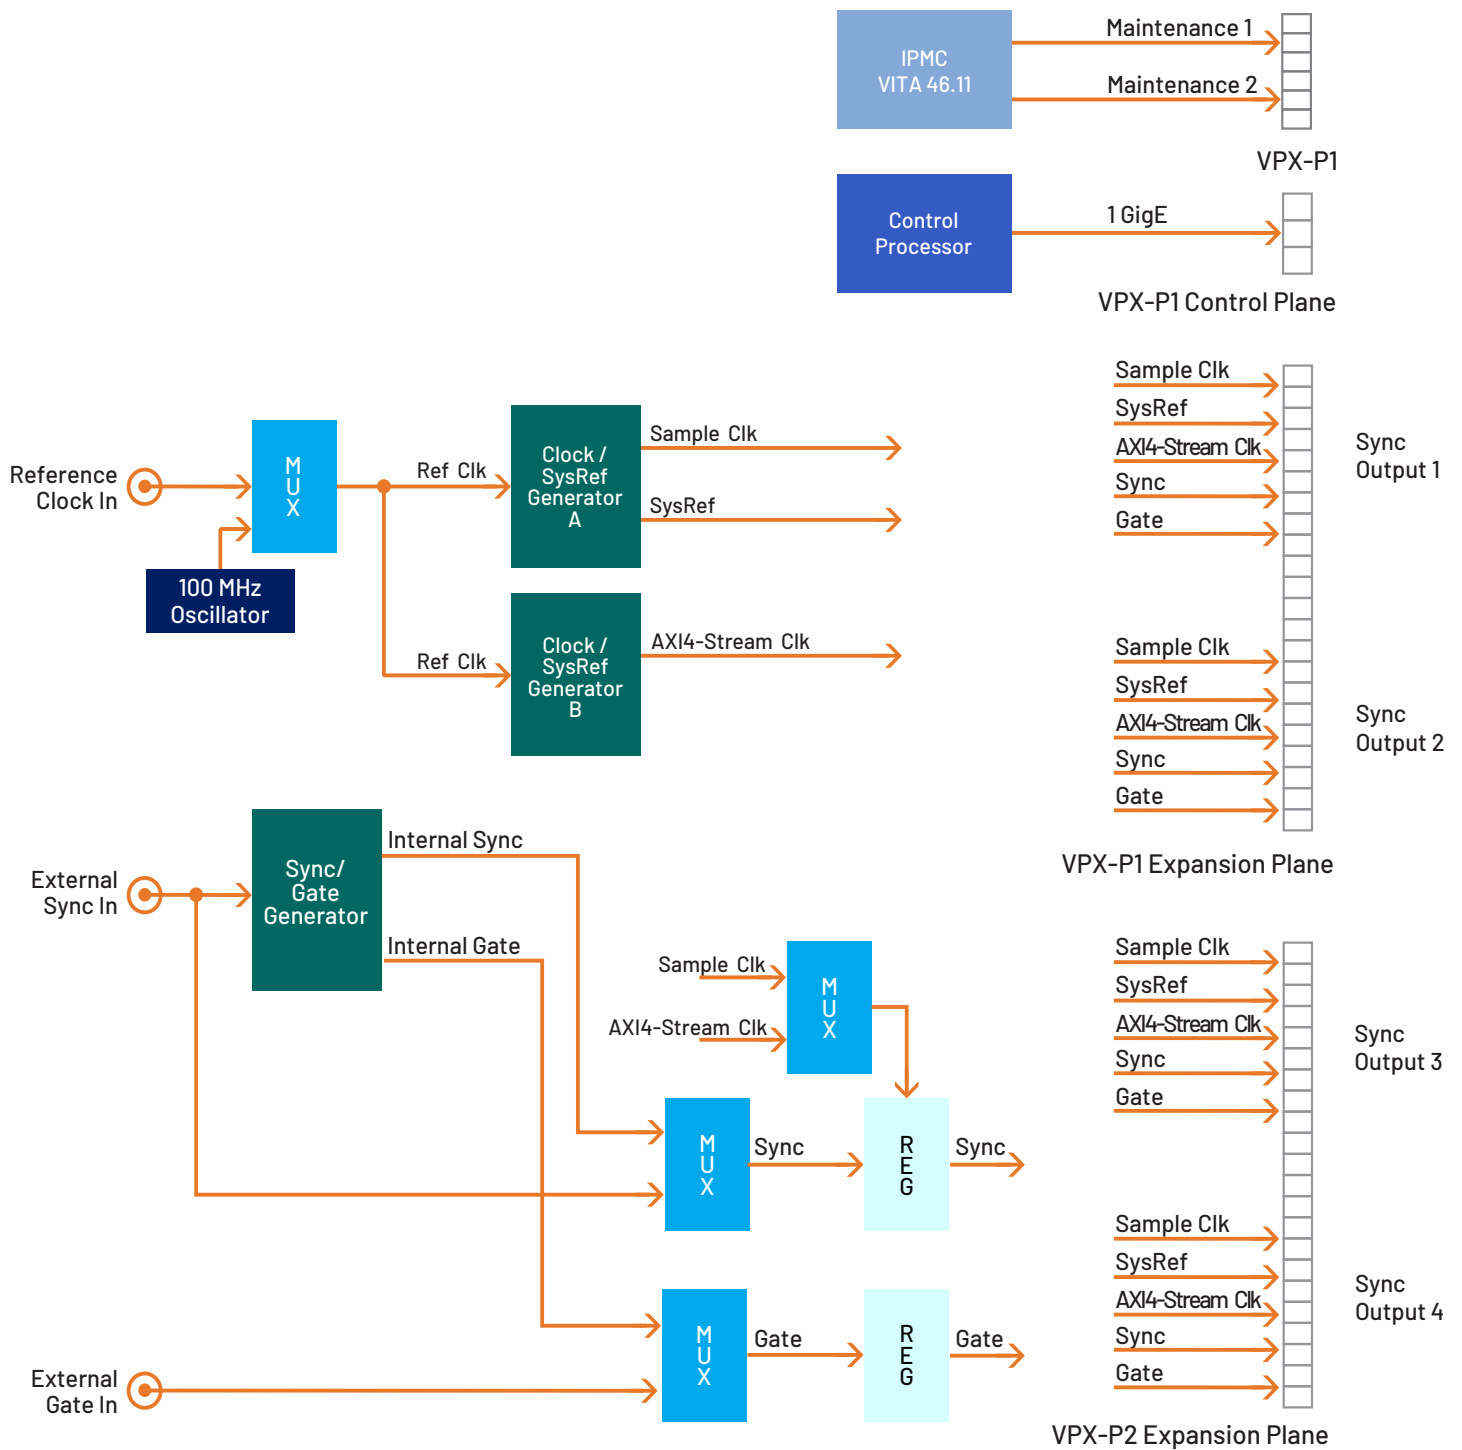 IPMC
VITA 46.11
Maintenance 1
Maintenance 2
VPX-P1
Control
Processor
1 GigE
VPX-P1 Control Plane
Reference
Clock In
100 MHz
Oscillator
MUX
Ref Clk
Ref Clk
Clock /
SysRef
Generator
A
Sample Clk
SysRef
Clock /
SysRef
Generator
B
AXI4-Stream Clk
Sample Clk
SysRef
AXI4-Stream Clk
Sync
Gate
Sync
Output 1
Sample Clk
SysRef
AXI4-Stream Clk
Sync
Gate
Sync
Output 2
VPX-P1 Expansion Plane
External
Sync In
Sync/
Gate
Generator
Internal Sync
Internal Gate
Sample Clk
AXI4-Stream Clk
MUX
MUX
Sync
REG
Sync
External
Gate In
MUX
Gate
REG
Gate
Sample Clk
SysRef
AXI4-Stream Clk
Sync
Gate
Sync
Output 3
Sample Clk
SysRef
AXI4-Stream Clk
Sync
Gate
Sync
Output 4
VPX-P2 Expansion Plane